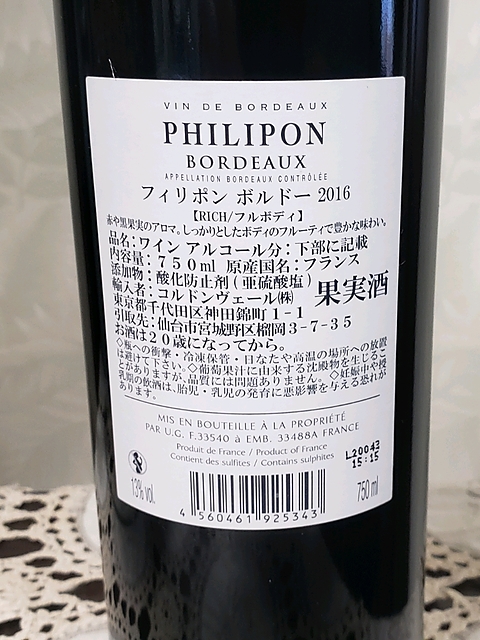 VIN DE BORDEAUX
PHILIPON
BORDEAUX
APPELLATION BORDEAUX CONTRÔLÉE
フィリポン ボルドー 2016
【RICH/フルボディ】
赤や黒果実のアロマ。しっかりとしたボディのフルーティで豊かな味わい。
品名：ワイン アルコール分：下部に記載
内容量：７５０ml 原産国名：フランス
添加物：酸化防止剤(亜硫酸塩)
輸入者：コルドンヴェール㈱ 果実酒
東京都千代田区神田錦町１-１
引取先：仙台市宮城野区榴岡３-７-３５
お酒は２０歳になってから。
◇瓶への衝撃・冷凍保管・日なたや高温の場所への放置
は避けて下さい。◇葡萄果汁に由来する沈殿物を生じるこ
とがありますが、品質には問題ありません。◇妊娠中や授
乳期の飲酒は、胎児・乳児の発育に悪影響を与える恐れが
あります。
MIS EN BOUTEILLE À LA PROPRIÉTÉ
PAR U.G. F.33540 à EMB. 33488A FRANCE
Produit de France / Product of France
Contient des sulfites / Contains sulphites
L20043
15:15
13% vol.
750 ml
4 560461 925343